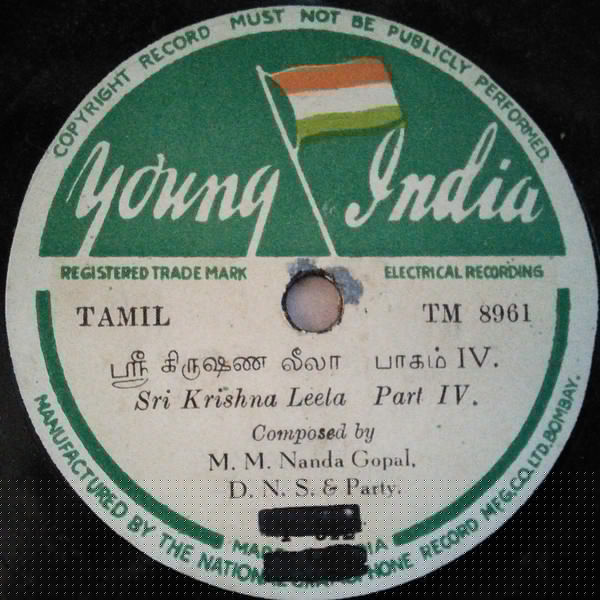 COPYRIGHT RECORD MUST NOT BE PUBLICLY PERFORMED.
Young India
REGISTERED TRADE MARK ELECTRICAL RECORDING
TAMIL TM 8961
ஸ்ரீ கிருஷண லீலா பாகம் IV.
Sri Krishna Leela Part IV.
Composed by
M. M. Nanda Gopal,
D. N. S. & Party.
MANUFACTURED BY THE NATIONAL GRAMOPHONE RECORD MFG.CO.LTD.BOMBAY.